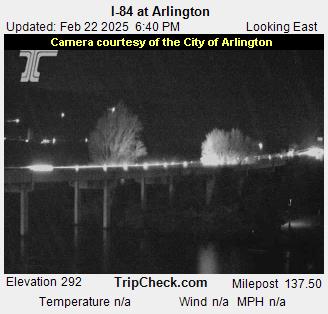 I-84 at Arlington
Updated: Feb 22 2025 6:40 PM Looking East
Camera courtesy of the City of Arlington
Elevation 292 TripCheck.com Milepost 137.50
Temperature n/a Wind n/a MPH n/a